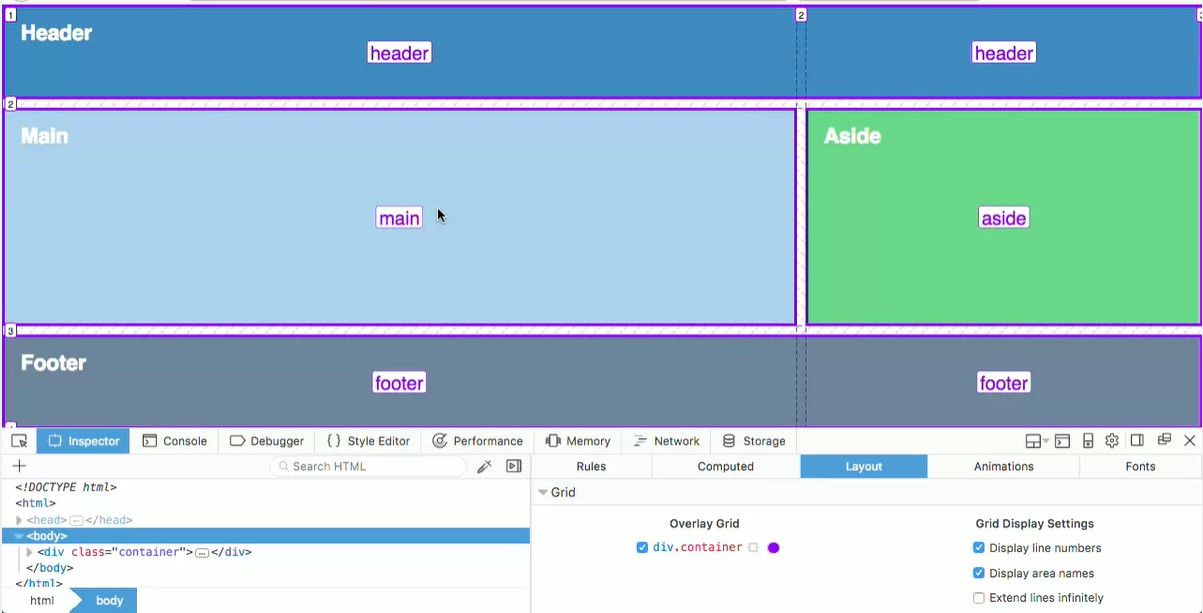 1 2 3
Header
header header
2
Main Aside
main aside
3
Footer
footer footer
Inspector Console Debugger { } Style Editor Performance Memory Network Storage
+ Search HTML Rules Computed Layout Animations Fonts
<!DOCTYPE html>
<html>
<head>…</head>
<body>
<div class="container">…</div>
</body>
</html>
html body
Grid
Overlay Grid Grid Display Settings
div.container Display line numbers
Display area names
Extend lines infinitely